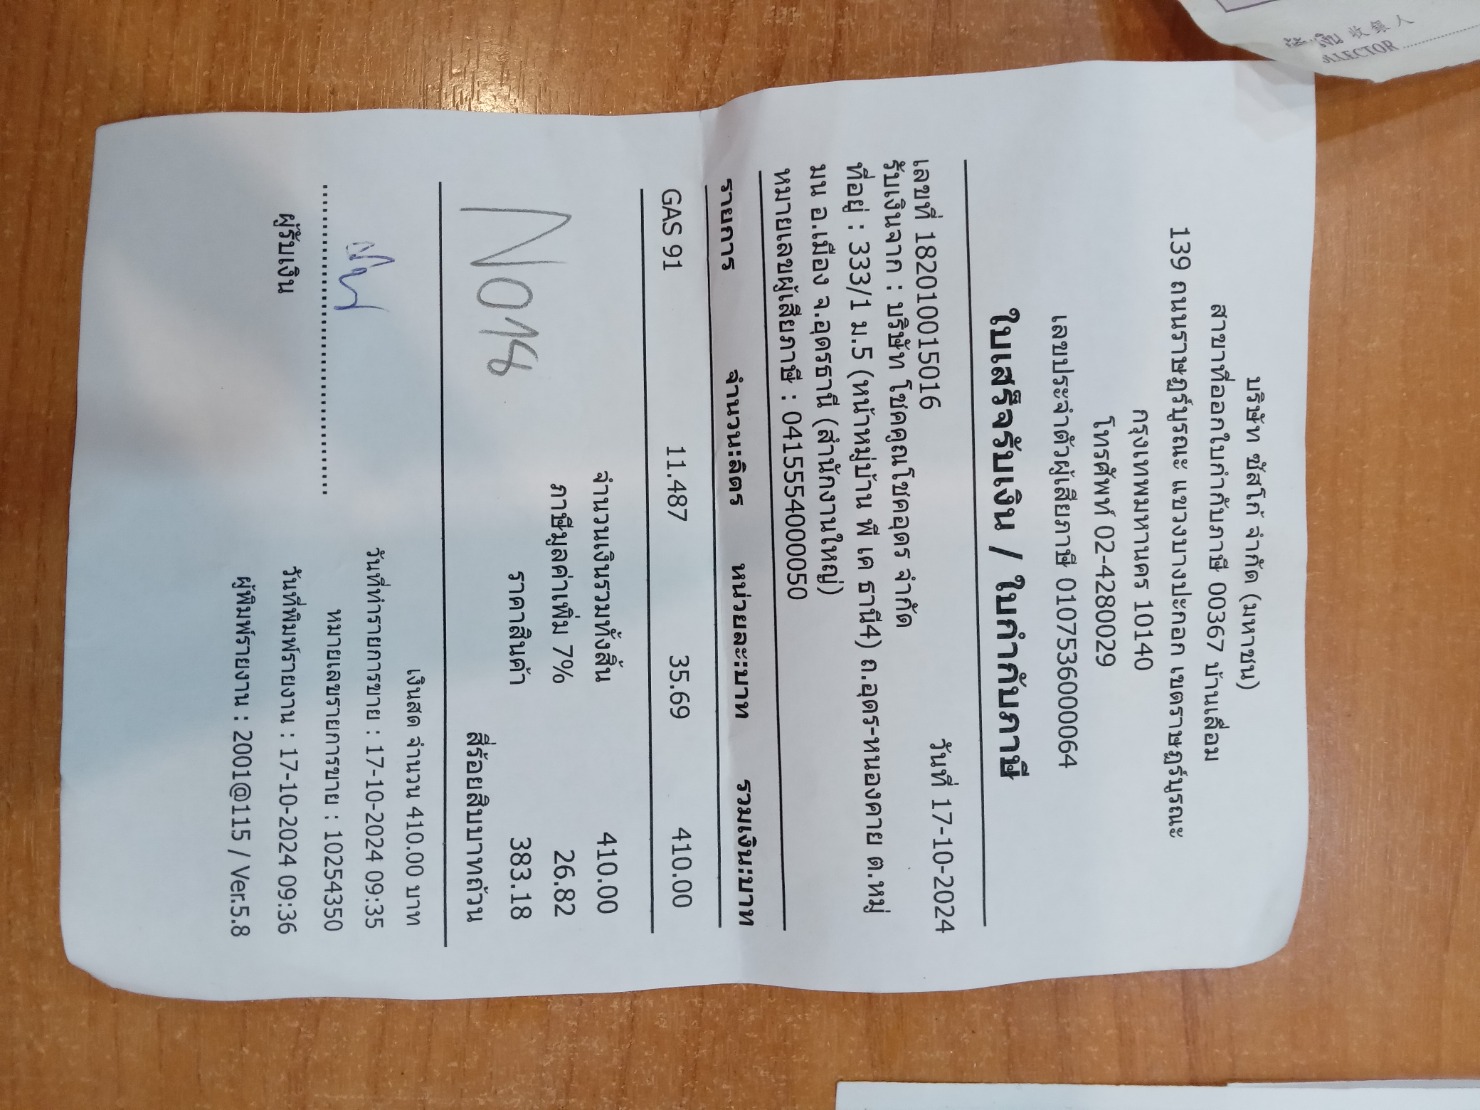 บริษัท ซัสโก้ จำกัด (มหาชน)
สาขาที่ออกใบกำกับภาษี 00367 บ้านเลื่อม
139 ถนนราษฎร์บูรณะ แขวงบางปะกอก เขตราษฎร์บูรณะ
กรุงเทพมหานคร 10140
โทรศัพท์ 02-4280029
เลขประจำตัวผู้เสียภาษี 0107536000064
ใบเสร็จรับเงิน / ใบกำกับภาษี
วันที่ 17-10-2024
เลขที่ 182010015016
รับเงินจาก : บริษัท โชคคูณโชคอุดร จำกัด
ที่อยู่ : 333/1 ม.5 (หน้าหมู่บ้าน พี เค ธานี4) ถ.อุดร-หนองคาย ต.หมู่
มน อ.เมือง จ.อุดรธานี (สำนักงานใหญ่)
หมายเลขผู้เสียภาษี : 0415554000050
รายการ จำนวน:ลิตร หน่วยละ:บาท รวมเงิน:บาท
GAS 91 11.487 35.69 410.00
จำนวนเงินรวมทั้งสิ้น 410.00
ภาษีมูลค่าเพิ่ม 7% 26.82
ราคาสินค้า 383.18
สี่ร้อยสิบบาทถ้วน
เงินสด จำนวน 410.00 บาท
วันที่ทำรายการขาย : 17-10-2024 09:35
หมายเลขรายการขาย : 10254350
ผู้รับเงิน
วันที่พิมพ์รายงาน : 17-10-2024 09:36
ผู้พิมพ์รายงาน : 2001@115 / Ver.5.8
收銀人